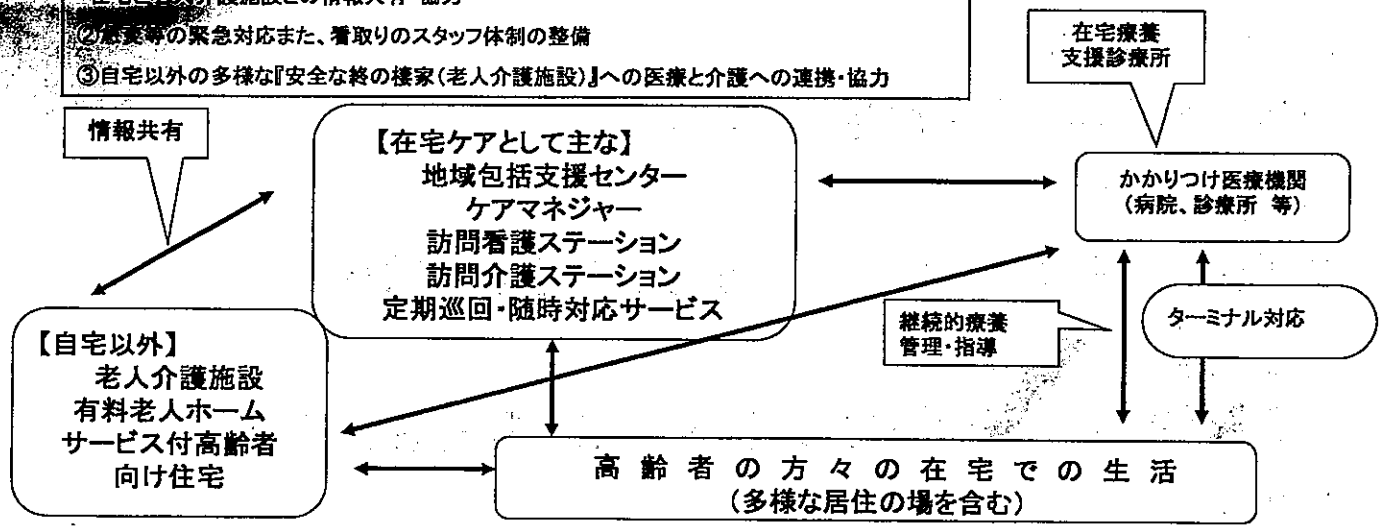 ②急変等の緊急対応また、看取りのスタッフ体制の整備
③自宅以外の多様な『安全な終の棲家(老人介護施設)』への医療と介護への連携・協力
在宅療養
支援診療所
情報共有
【在宅ケアとして主な】
地域包括支援センター
ケアマネジャー
訪問看護ステーション
訪問介護ステーション
定期巡回・随時対応サービス
かかりつけ医療機関
(病院、診療所 等)
継続的療養
管理・指導
ターミナル対応
【自宅以外】
老人介護施設
有料老人ホーム
サービス付高齢者
向け住宅
高齢者の方々の在宅での生活
(多様な居住の場を含む)